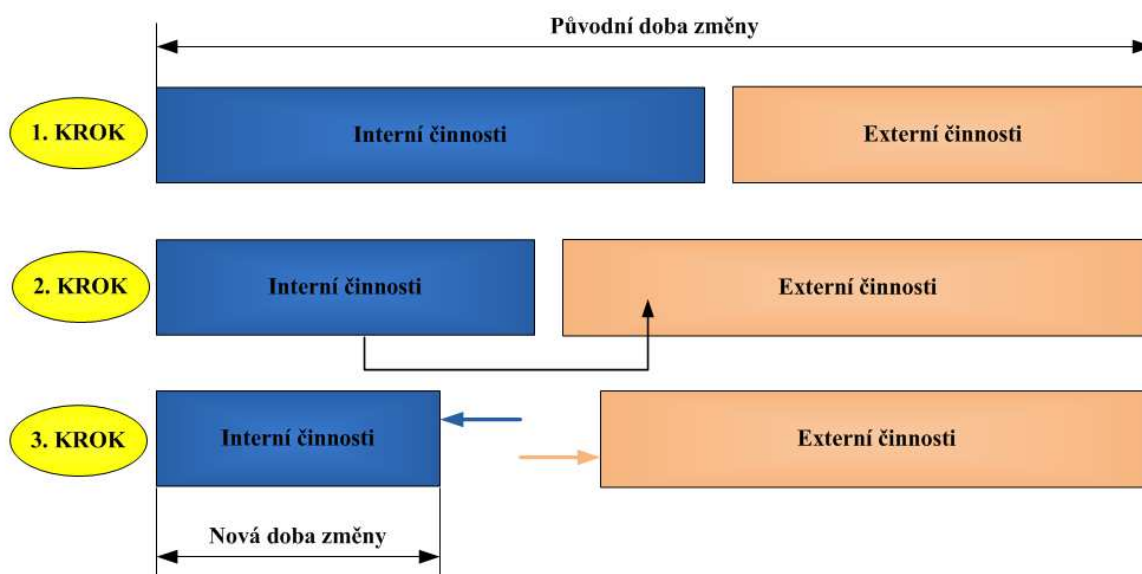 Původní doba změny
1. KROK
Interní činnosti
Externí činnosti
2. KROK
Interní činnosti
Externí činnosti
3. KROK
Interní činnosti
Externí činnosti
Nová doba změny